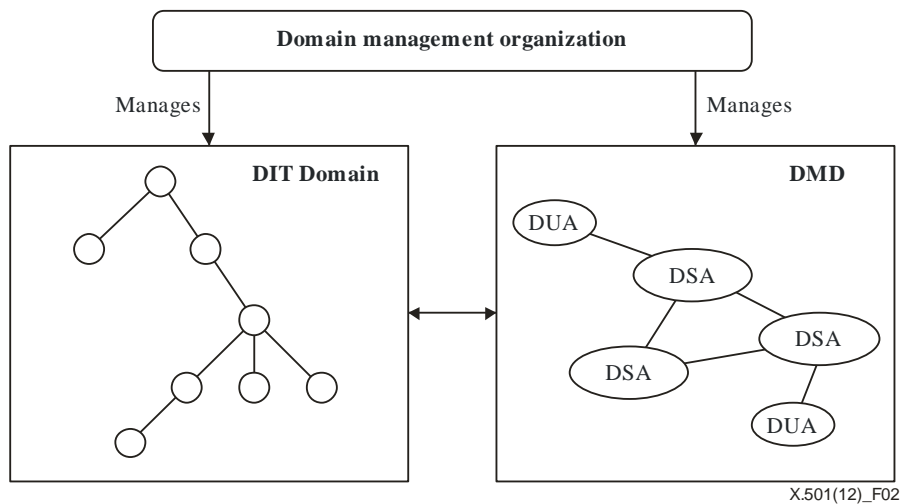 Domain management organization
Manages
Manages
DIT Domain
DMD
DUA
DSA
DSA
DSA
DUA
X.501(12)_F02